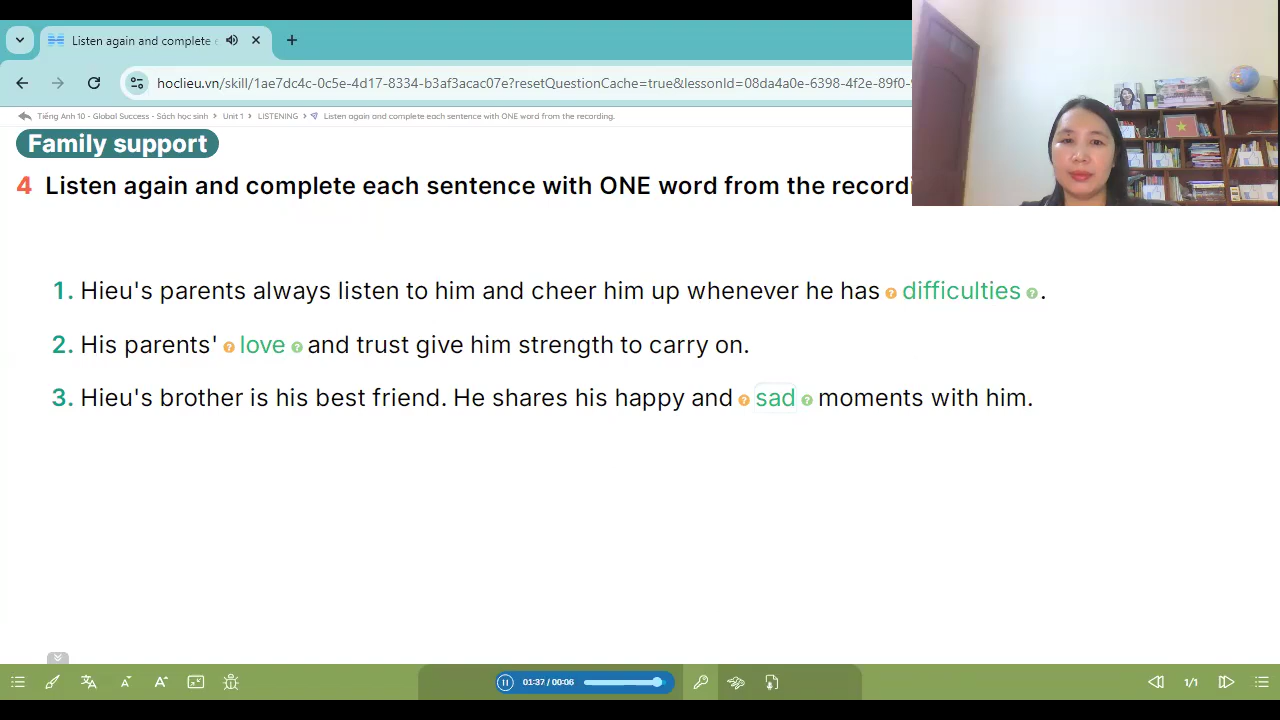 Listen again and complete e
hoclieu.vn/skill/1ae7dc4c-0c5e-4d17-8334-b3af3acac07e?resetQuestionCache=true&lessonId=08da4a0e-6398-4f2e-89f0-
Tiếng Anh 10 - Global Success - Sách học sinh > Unit 1 > LISTENING > Listen again and complete each sentence with ONE word from the recording.
Family support
4 Listen again and complete each sentence with ONE word from the recordi
1. Hieu's parents always listen to him and cheer him up whenever he has ? difficulties ? .
2. His parents' ? love ? and trust give him strength to carry on.
3. Hieu's brother is his best friend. He shares his happy and ? sad ? moments with him.
01:37 / 00:06
1/1